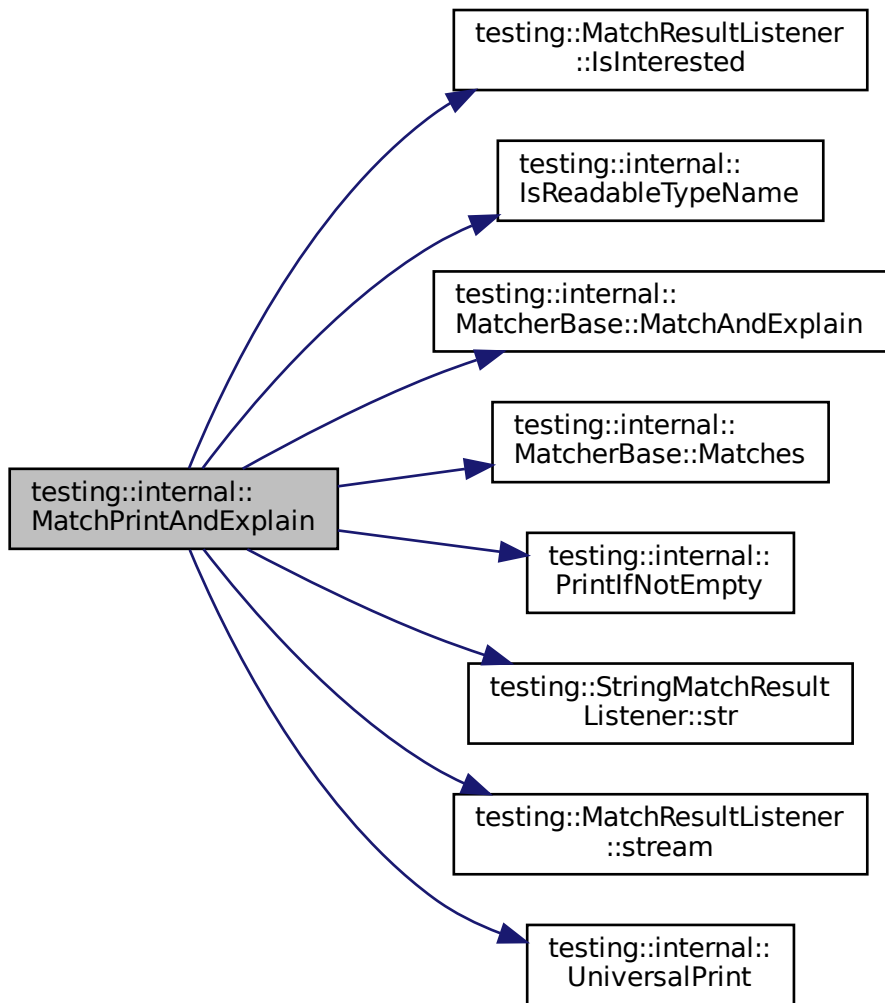 testing::MatchResultListener
::IsInterested
testing::internal::
IsReadableTypeName
testing::internal::
MatcherBase::MatchAndExplain
testing::internal::
MatcherBase::Matches
testing::internal::
MatchPrintAndExplain
testing::internal::
PrintIfNotEmpty
testing::StringMatchResult
Listener::str
testing::MatchResultListener
::stream
testing::internal::
UniversalPrint